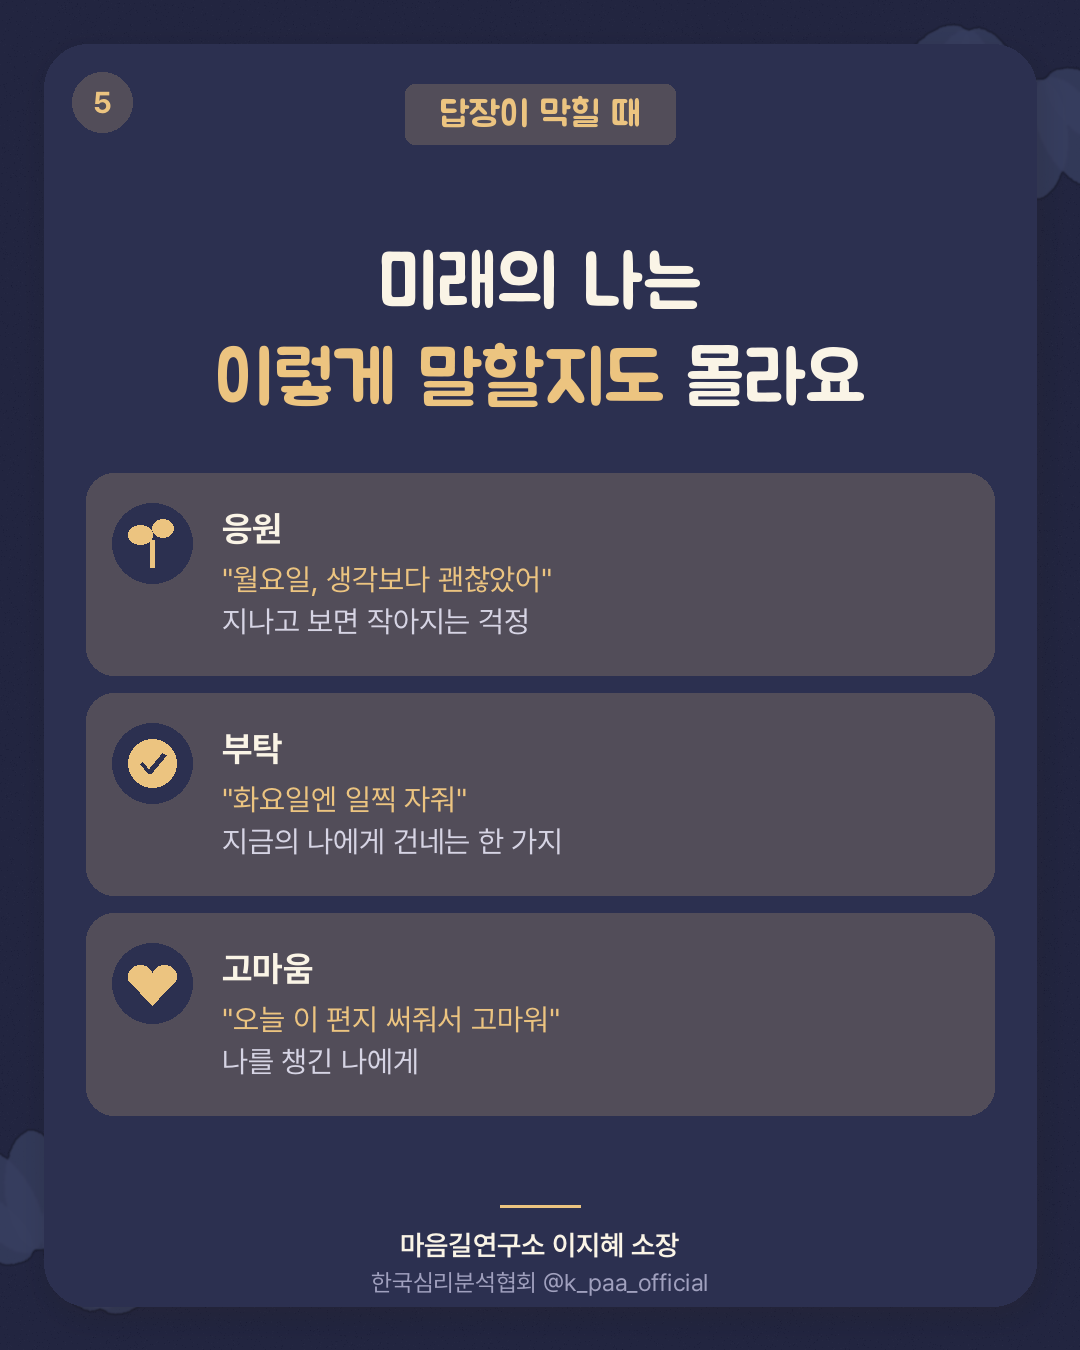 5
답장이 막힐 때
미래의 나는
이렇게 말할지도 몰라요
응원
"월요일, 생각보다 괜찮았어"
지나고 보면 작아지는 걱정
부탁
"화요일엔 일찍 자줘"
지금의 나에게 건네는 한 가지
고마움
"오늘 이 편지 써줘서 고마워"
나를 챙긴 나에게
마음길연구소 이지혜 소장
한국심리분석협회 @k_paa_official